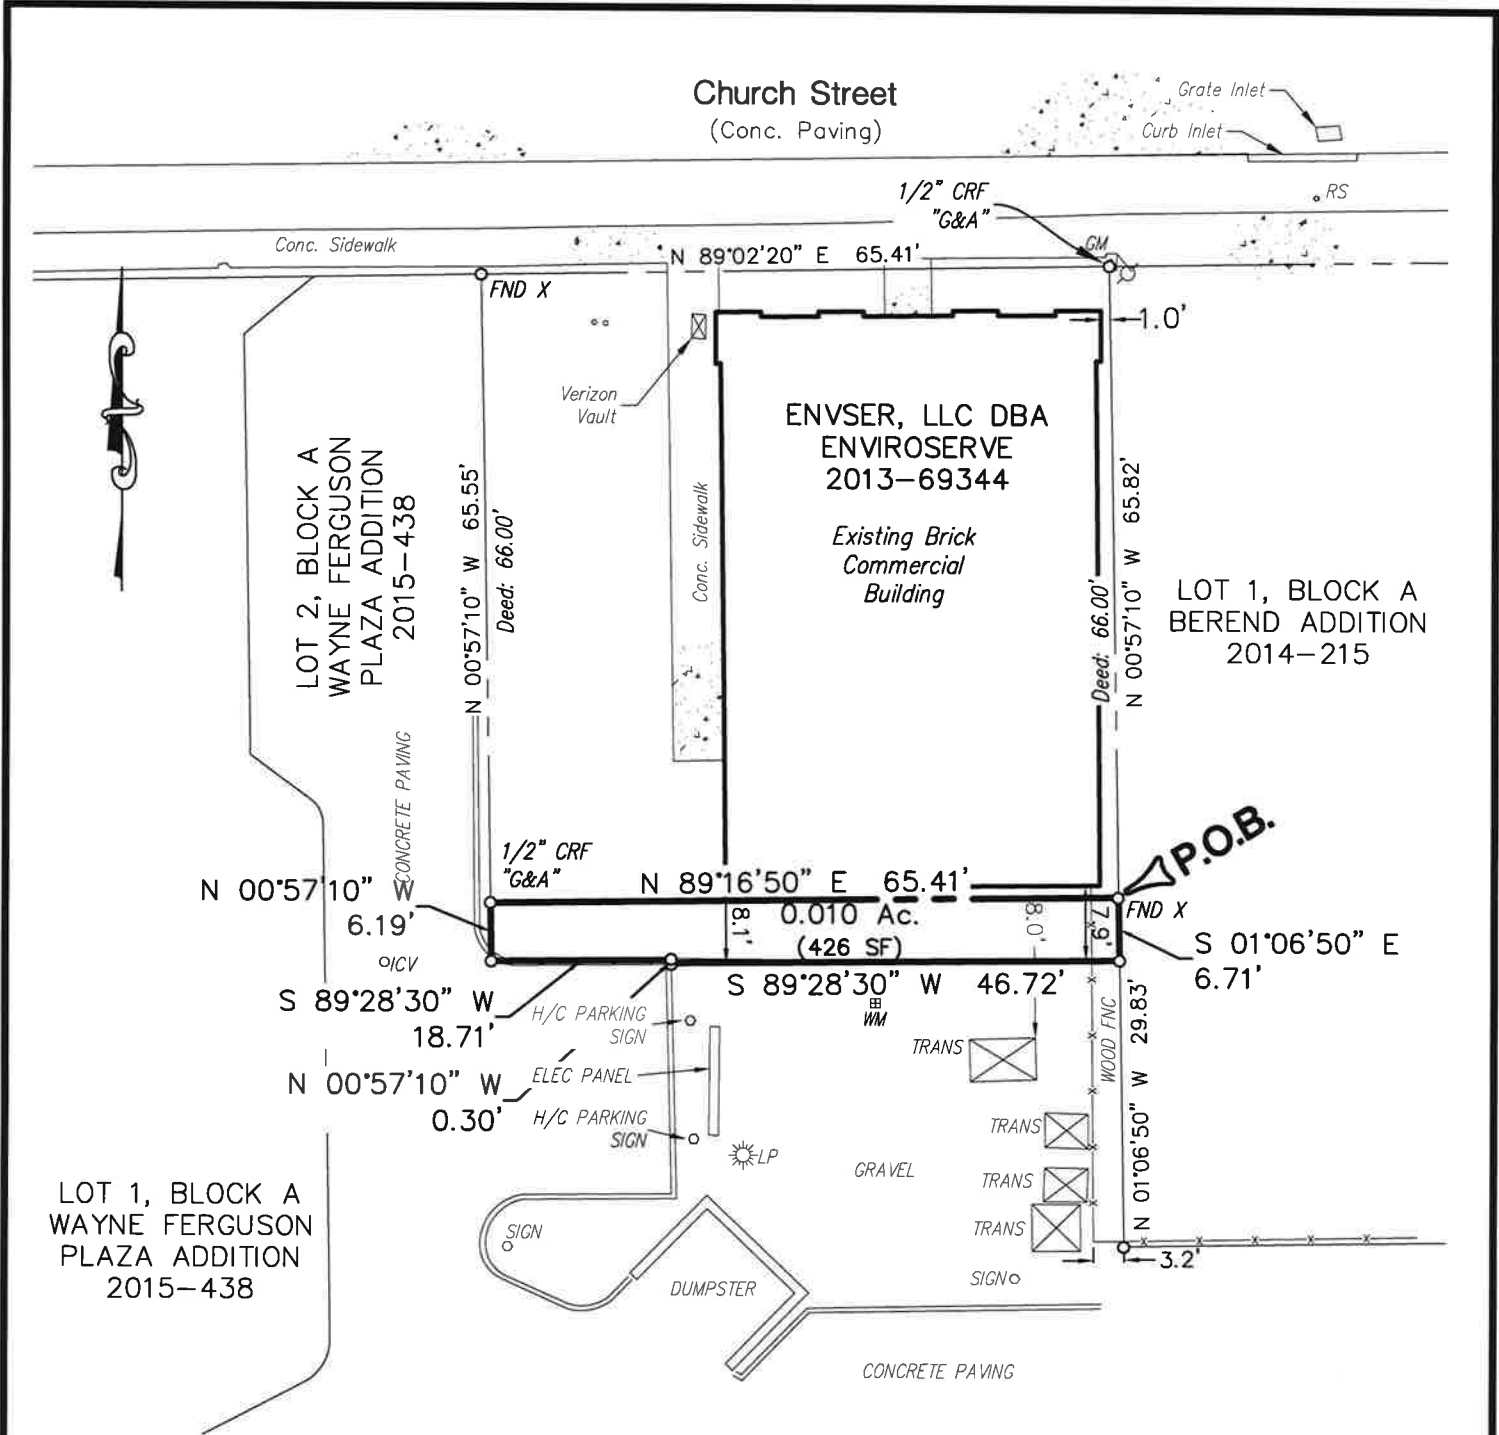 Church Street
(Conc. Paving)
Grate Inlet
Curb Inlet
1/2" CRF
"G&A"
RS
Conc. Sidewalk
N 89°02'20" E 65.41'
GM
FND X
1.0'
Verizon
Vault
ENVSER, LLC DBA
ENVIROSERVE
2013-69344
Existing Brick
Commercial
Building
LOT 2, BLOCK A
WAYNE FERGUSON
PLAZA ADDITION
2015-438
N 00°57'10" W 65.55'
Deed: 66.00'
Conc. Sidewalk
Deed: 66.00'
N 00°57'10" W 65.82'
LOT 1, BLOCK A
BEREND ADDITION
2014-215
CONCRETE PAVING
P.O.B.
1/2" CRF
"G&A"
N 00°57'10" W
6.19'
N 89°16'50" E 65.41'
0.010 Ac.
(426 SF)
8.1'
8.0'
7.9'
FND X
S 01°06'50" E
6.71'
ICV
S 89°28'30" W
18.71'
S 89°28'30" W 46.72'
WM
H/C PARKING
SIGN
TRANS
WOOD FNC
N 01°06'50" W 29.83'
N 00°57'10" W
0.30'
ELEC PANEL
H/C PARKING
SIGN
LP
TRANS
GRAVEL
TRANS
TRANS
LOT 1, BLOCK A
WAYNE FERGUSON
PLAZA ADDITION
2015-438
SIGN
3.2'
SIGN
DUMPSTER
CONCRETE PAVING